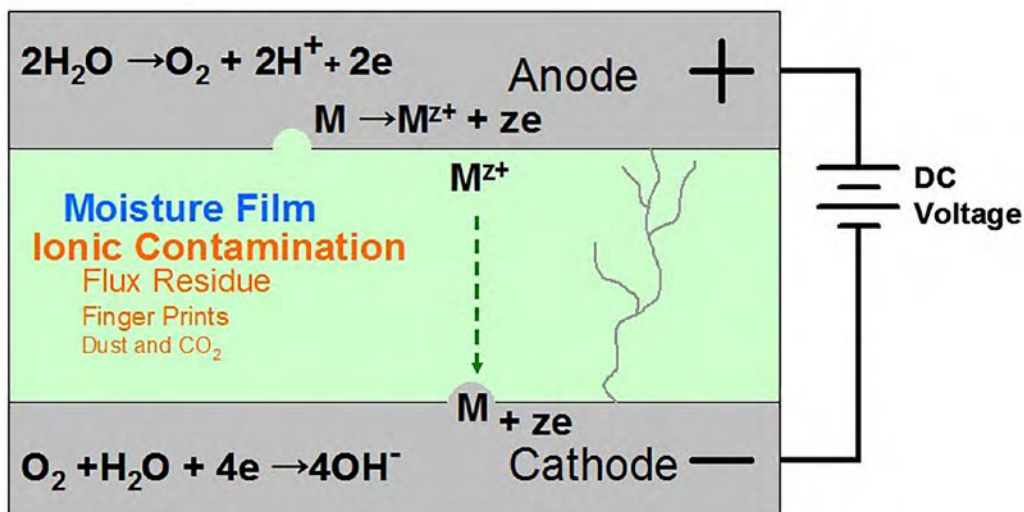 2H₂O →O₂ + 2H⁺ + 2e
Anode +
M →Mᶻ⁺ + ze
Mᶻ⁺
Moisture Film
Ionic Contamination
Flux Residue
Finger Prints
Dust and CO₂
DC
Voltage
M + ze
O₂ +H₂O + 4e →4OH⁻
Cathode —